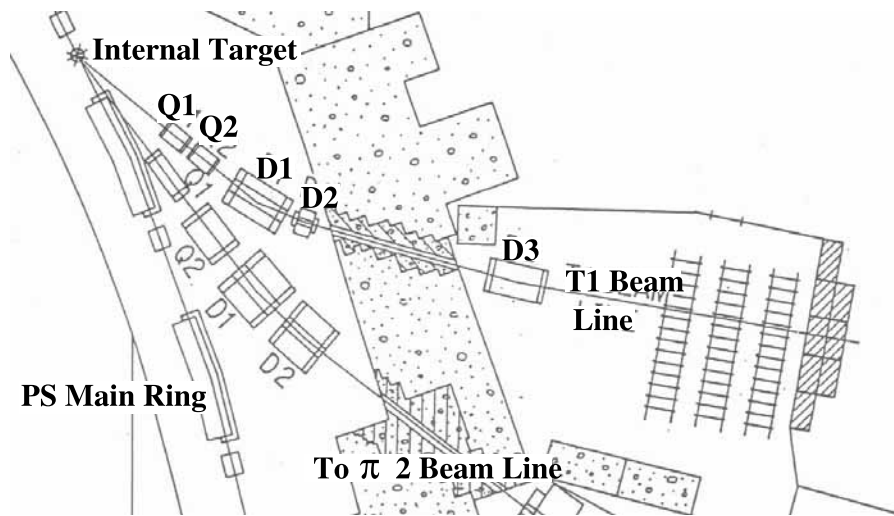 Internal Target
Q1
Q2
D1
D2
Q1
Q2
D1
D2
D3
T1 Beam
Line
PS Main Ring
To π 2 Beam Line